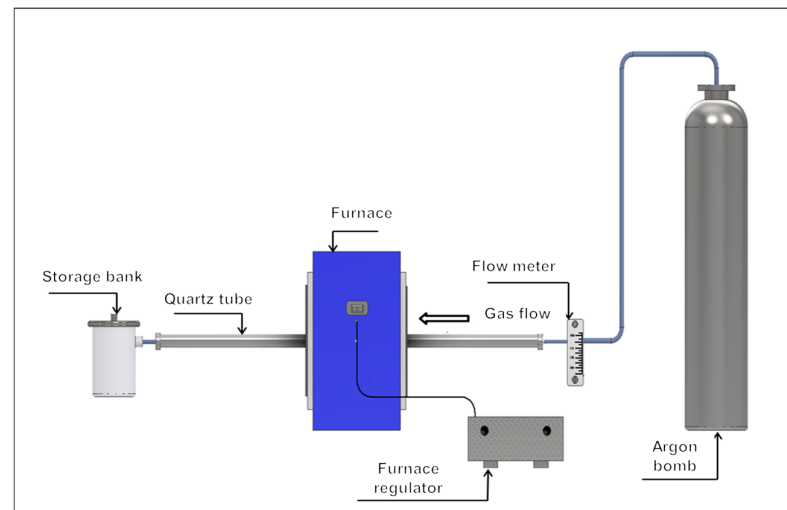 Furnace
Storage bank
Quartz tube
Flow meter
Gas flow
Furnace
regulator
Argon
bomb